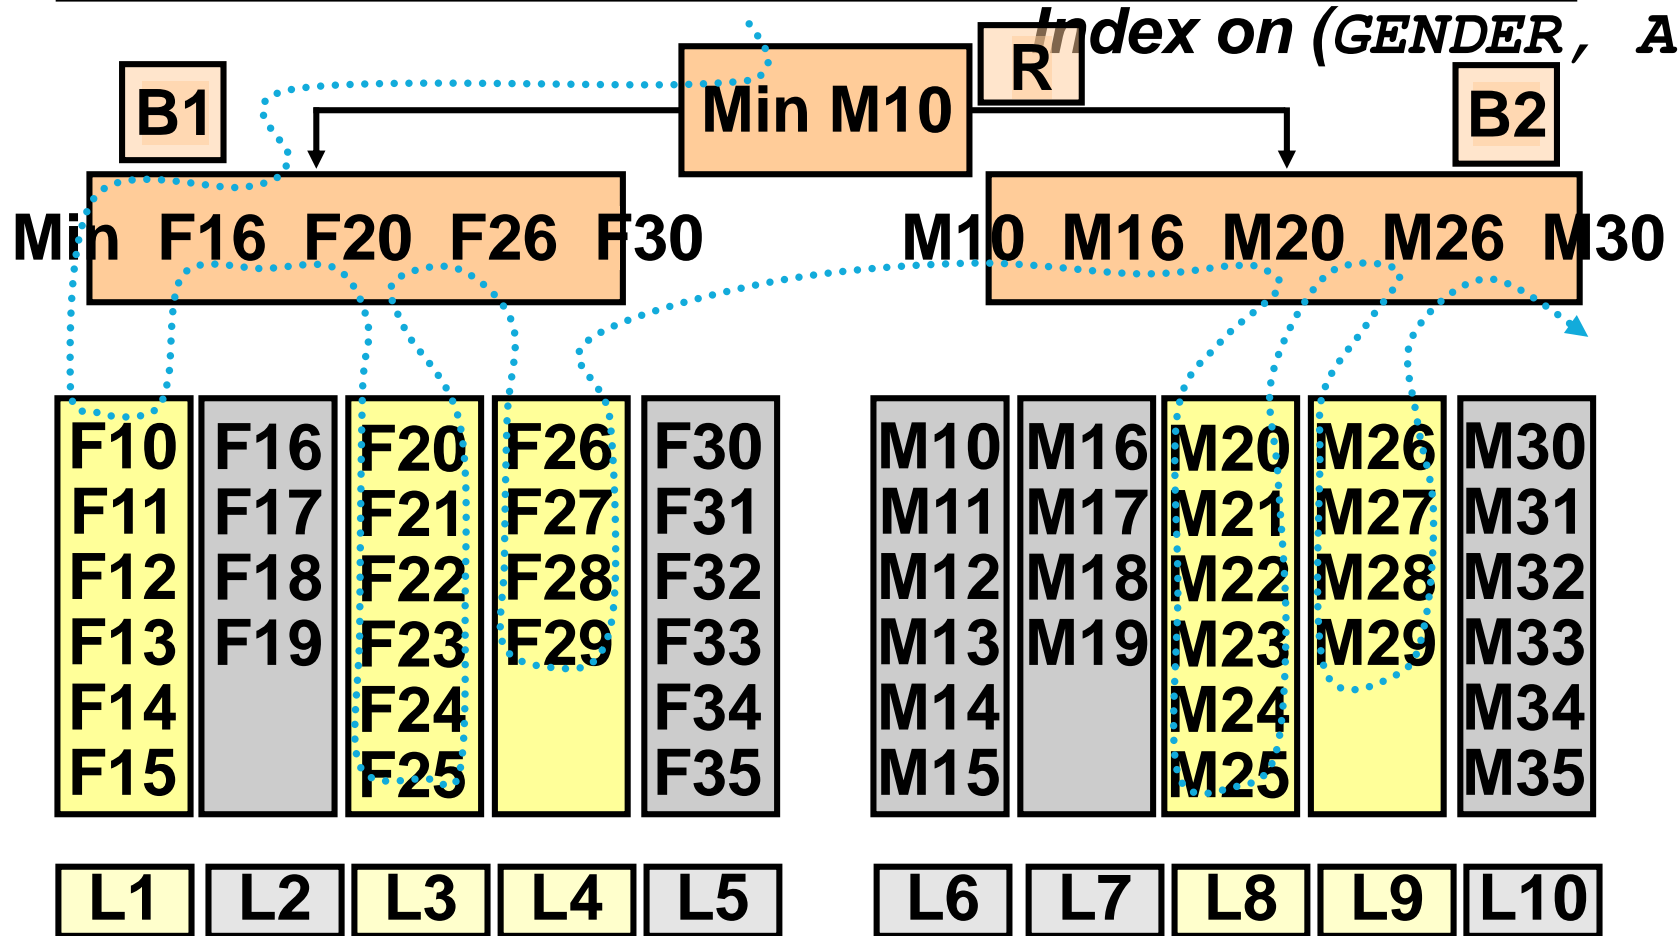 Index on (GENDER, A
R
Min M10
B1
B2
Min F16 F20 F26 F30
M10 M16 M20 M26 M30
F10 F16 F20 F26 F30 M10 M16 M20 M26 M30
F11 F17 F21 F27 F31 M11 M17 M21 M27 M31
F12 F18 F22 F28 F32 M12 M18 M22 M28 M32
F13 F19 F23 F29 F33 M13 M19 M23 M29 M33
F14 F24 F34 M14 M24 M34
F15 F25 F35 M15 M25 M35
L1 L2 L3 L4 L5 L6 L7 L8 L9 L10